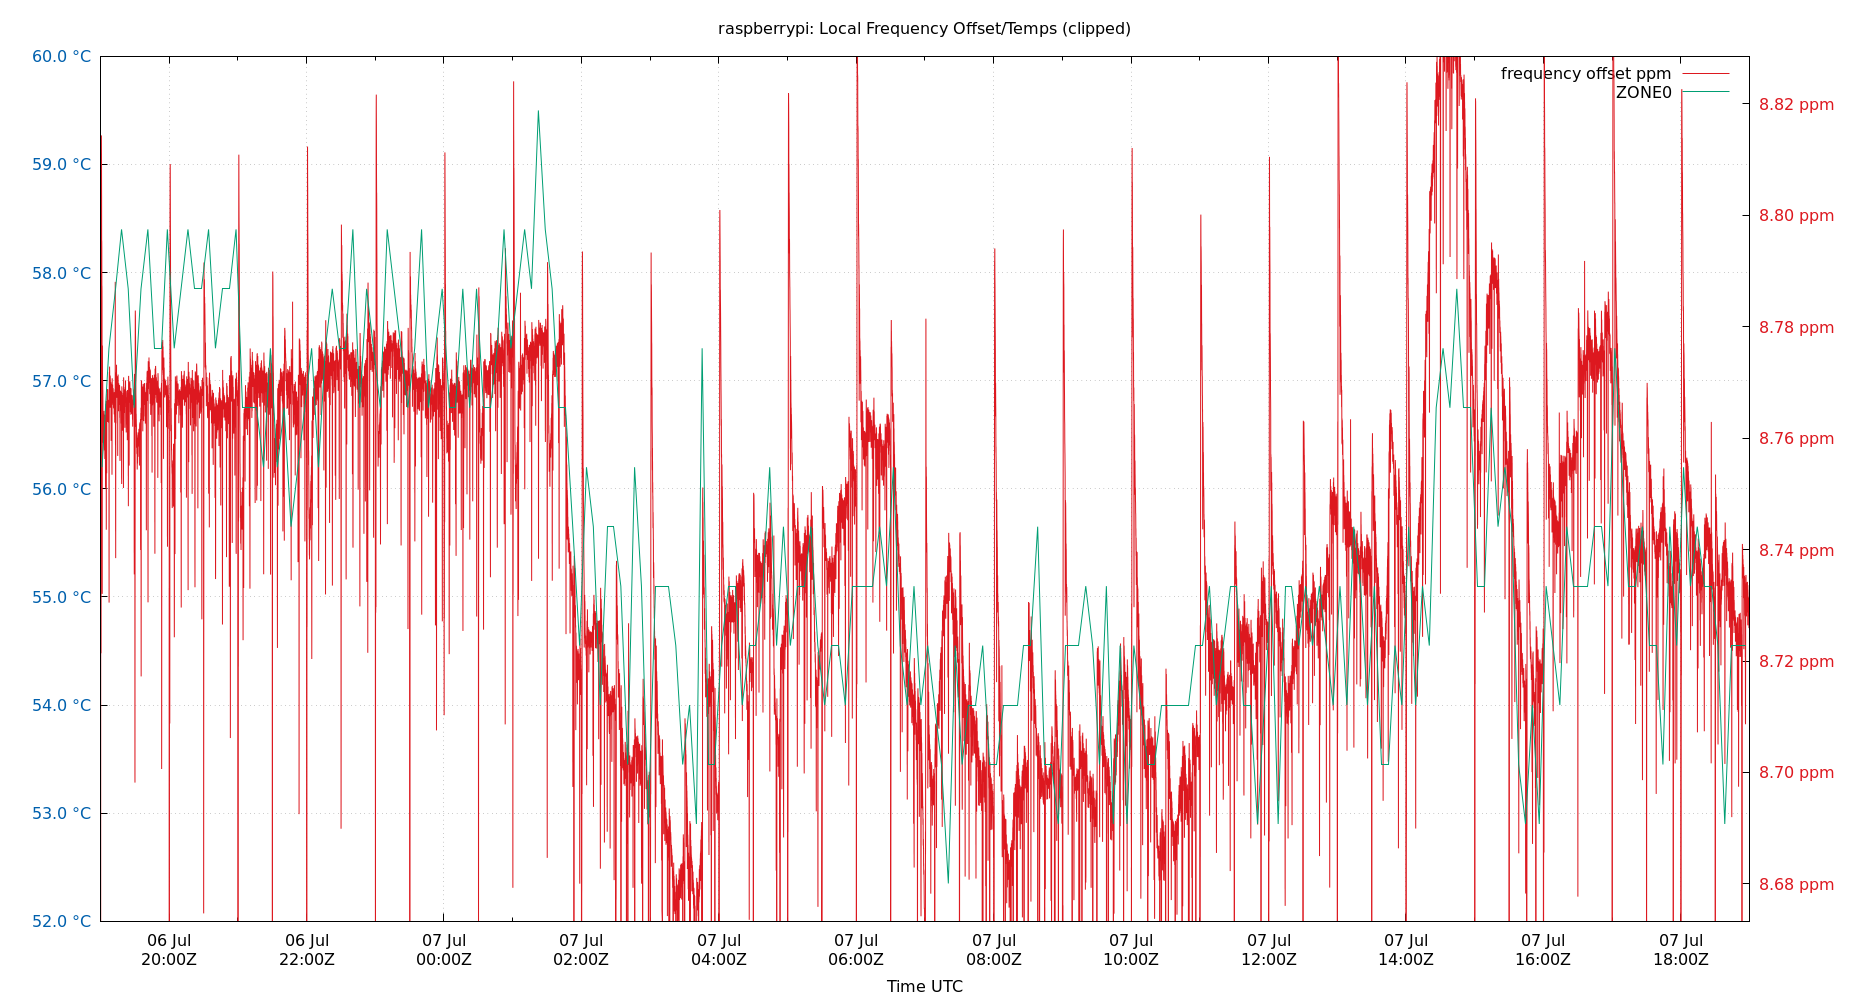 raspberrypi: Local Frequency Offset/Temps (clipped)
60.0 °C
59.0 °C
58.0 °C
57.0 °C
56.0 °C
55.0 °C
54.0 °C
53.0 °C
52.0 °C
frequency offset ppm
ZONE0
8.82 ppm
8.80 ppm
8.78 ppm
8.76 ppm
8.74 ppm
8.72 ppm
8.70 ppm
8.68 ppm
06 Jul 06 Jul 07 Jul 07 Jul 07 Jul 07 Jul 07 Jul 07 Jul 07 Jul 07 Jul 07 Jul 07 Jul
20:00Z 22:00Z 00:00Z 02:00Z 04:00Z 06:00Z 08:00Z 10:00Z 12:00Z 14:00Z 16:00Z 18:00Z
Time UTC